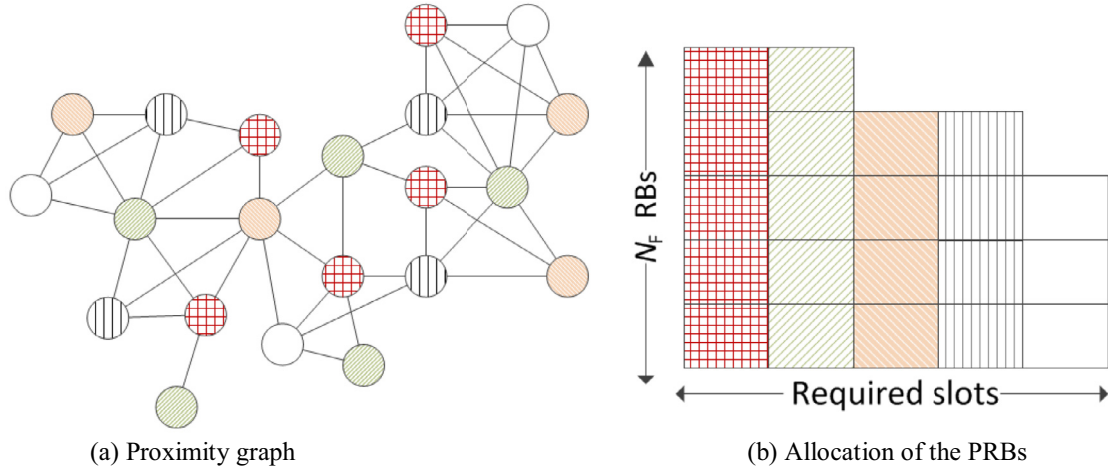 N_F RBs
Required slots
(a) Proximity graph
(b) Allocation of the PRBs